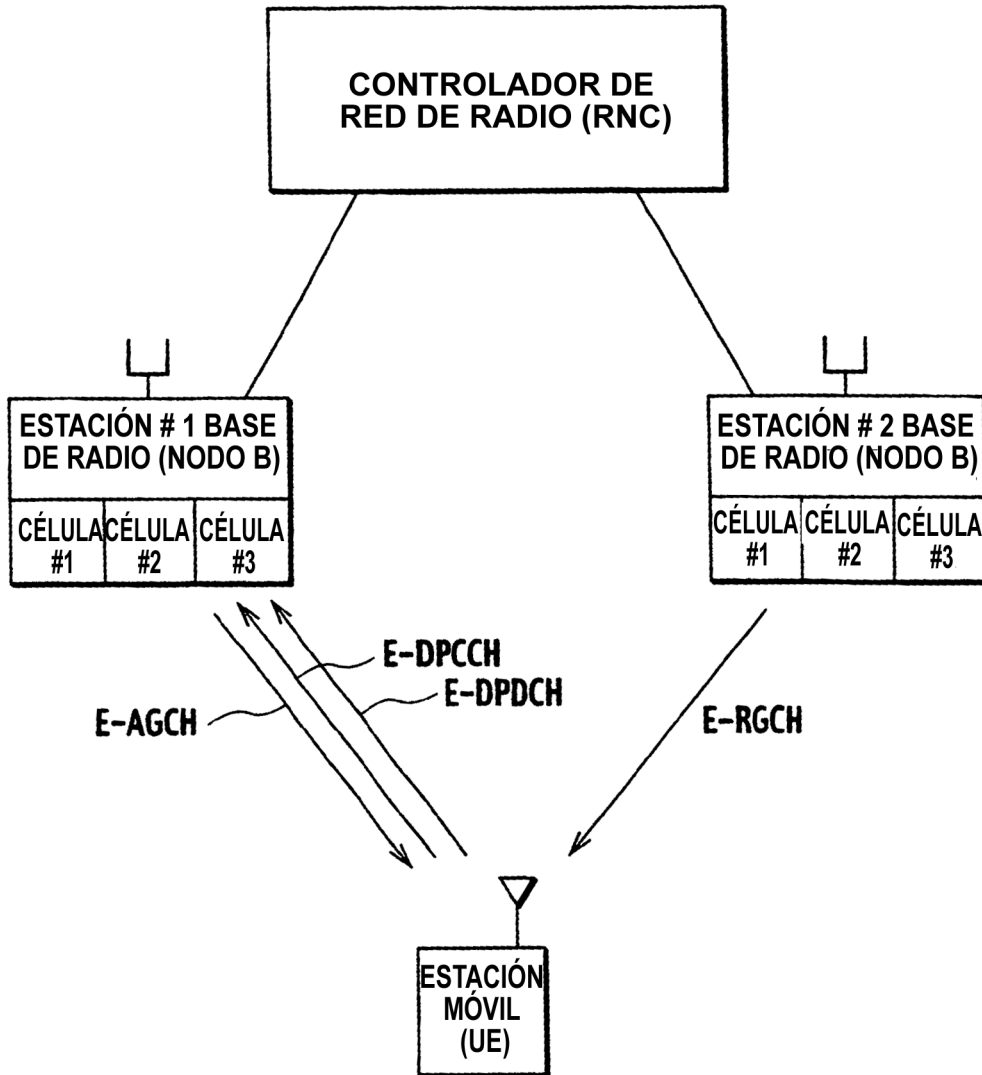 CONTROLADOR DE
RED DE RADIO (RNC)
ESTACIÓN # 1 BASE
DE RADIO (NODO B)
CÉLULA
#1
CÉLULA
#2
CÉLULA
#3
ESTACIÓN # 2 BASE
DE RADIO (NODO B)
CÉLULA
#1
CÉLULA
#2
CÉLULA
#3
E-DPCCH
E-DPDCH
E-AGCH
E-RGCH
ESTACIÓN
MÓVIL
(UE)